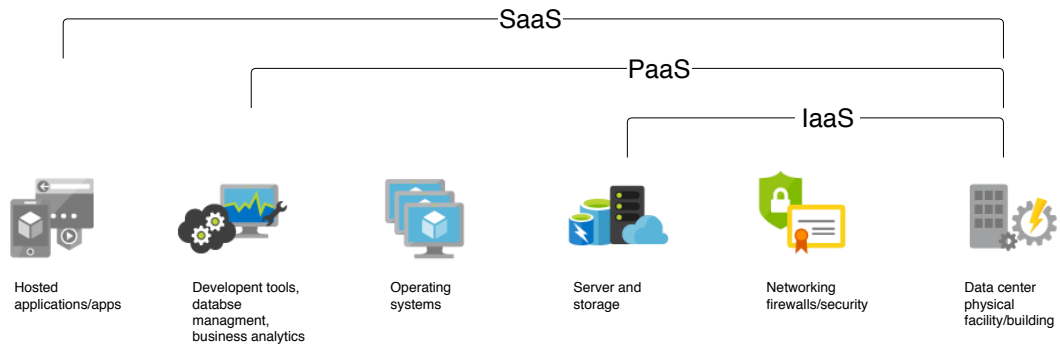 SaaS
PaaS
IaaS
Hosted
applications/apps
Developent tools,
databse
managment,
business analytics
Operating
systems
Server and
storage
Networking
firewalls/security
Data center
physical
facility/building